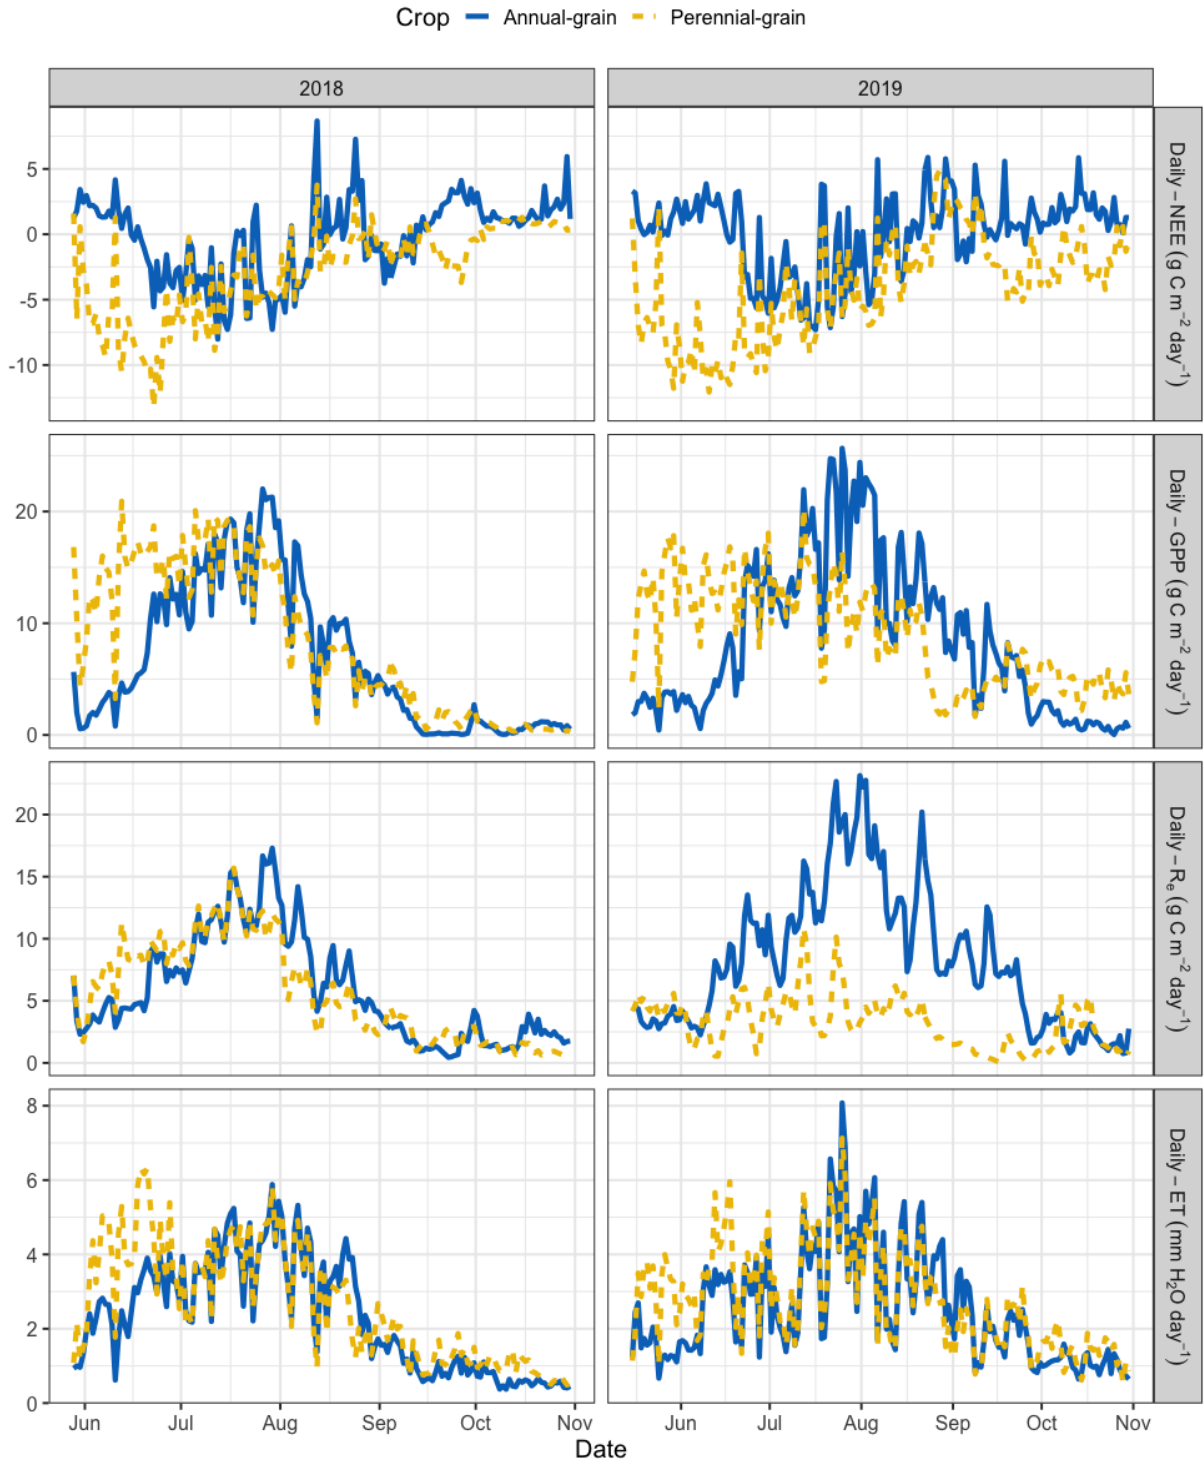 Crop Annual-grain Perennial-grain
2018 2019
5
0
-5
-10
Daily−NEE (g C m⁻² day⁻¹)
20
10
0
Daily−GPP (g C m⁻² day⁻¹)
20
15
10
5
0
Daily−Rₑ (g C m⁻² day⁻¹)
8
6
4
2
0
Daily−ET (mm H₂O day⁻¹)
Jun Jul Aug Sep Oct Nov Jun Jul Aug Sep Oct Nov
Date